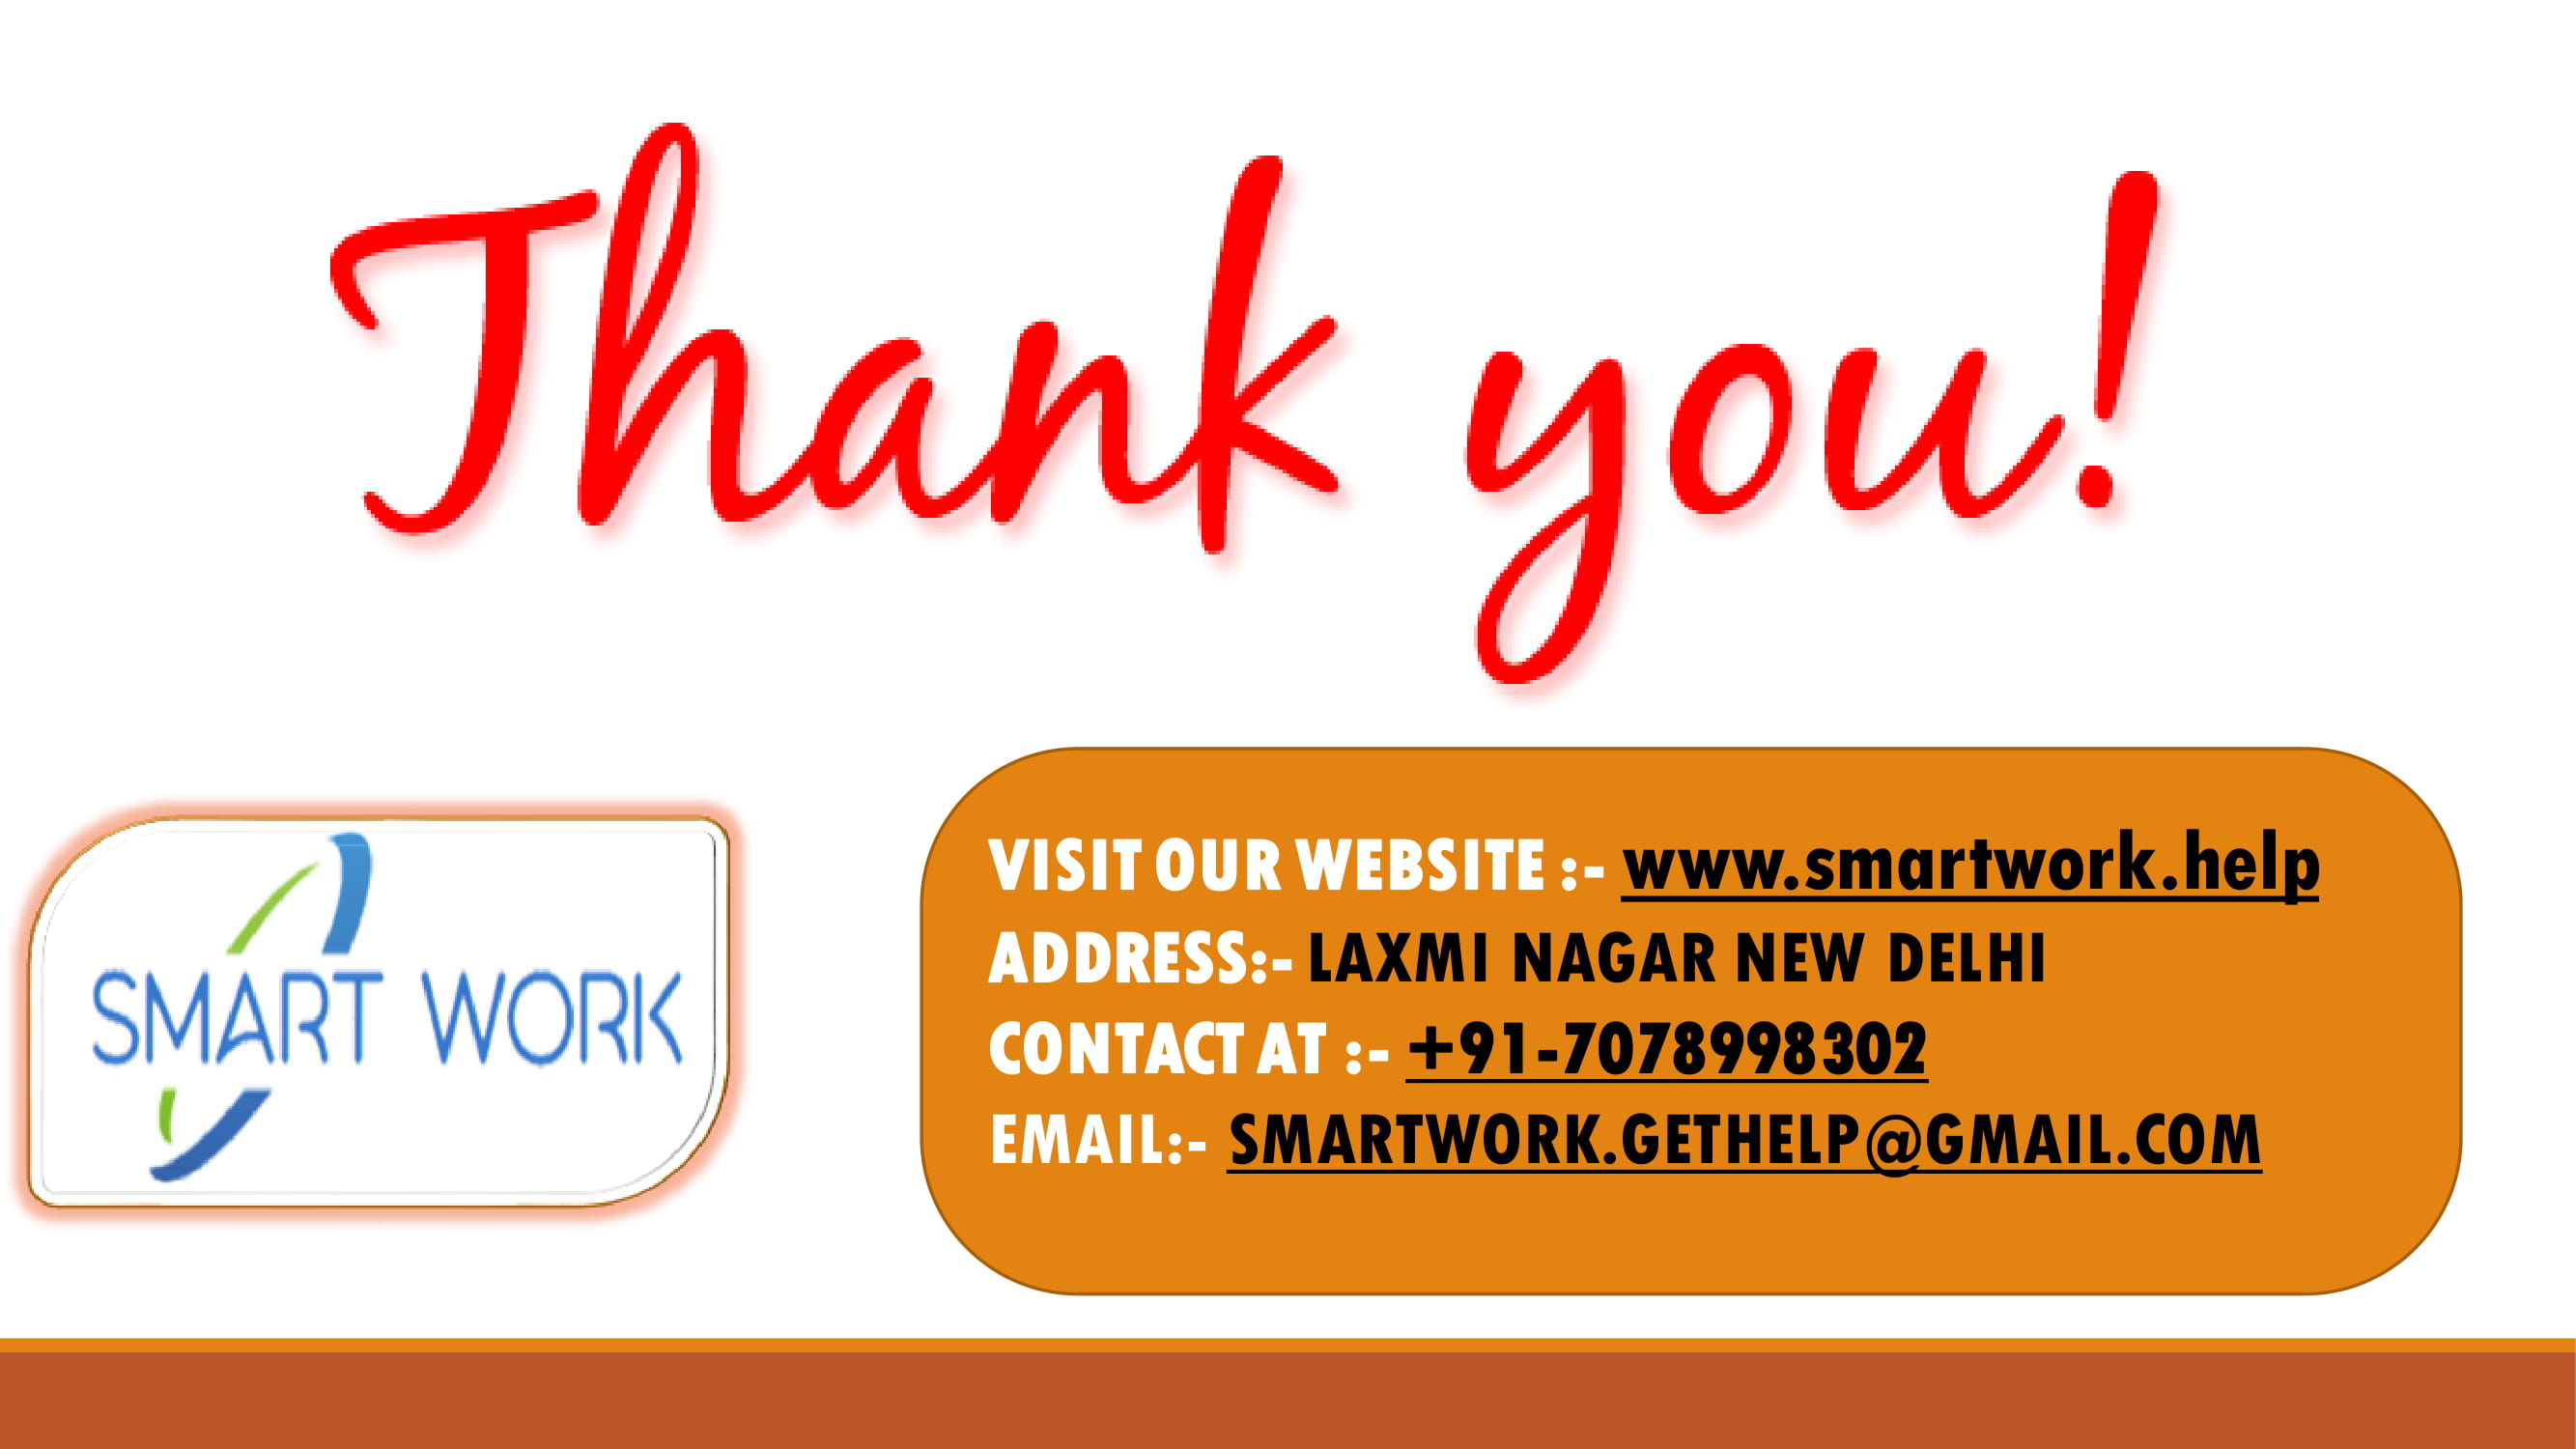 Thank you!
SMART WORK
VISIT OUR WEBSITE :- www.smartwork.help
ADDRESS:- LAXMI NAGAR NEW DELHI
CONTACT AT :- +91-7078998302
EMAIL:- SMARTWORK.GETHELP@GMAIL.COM